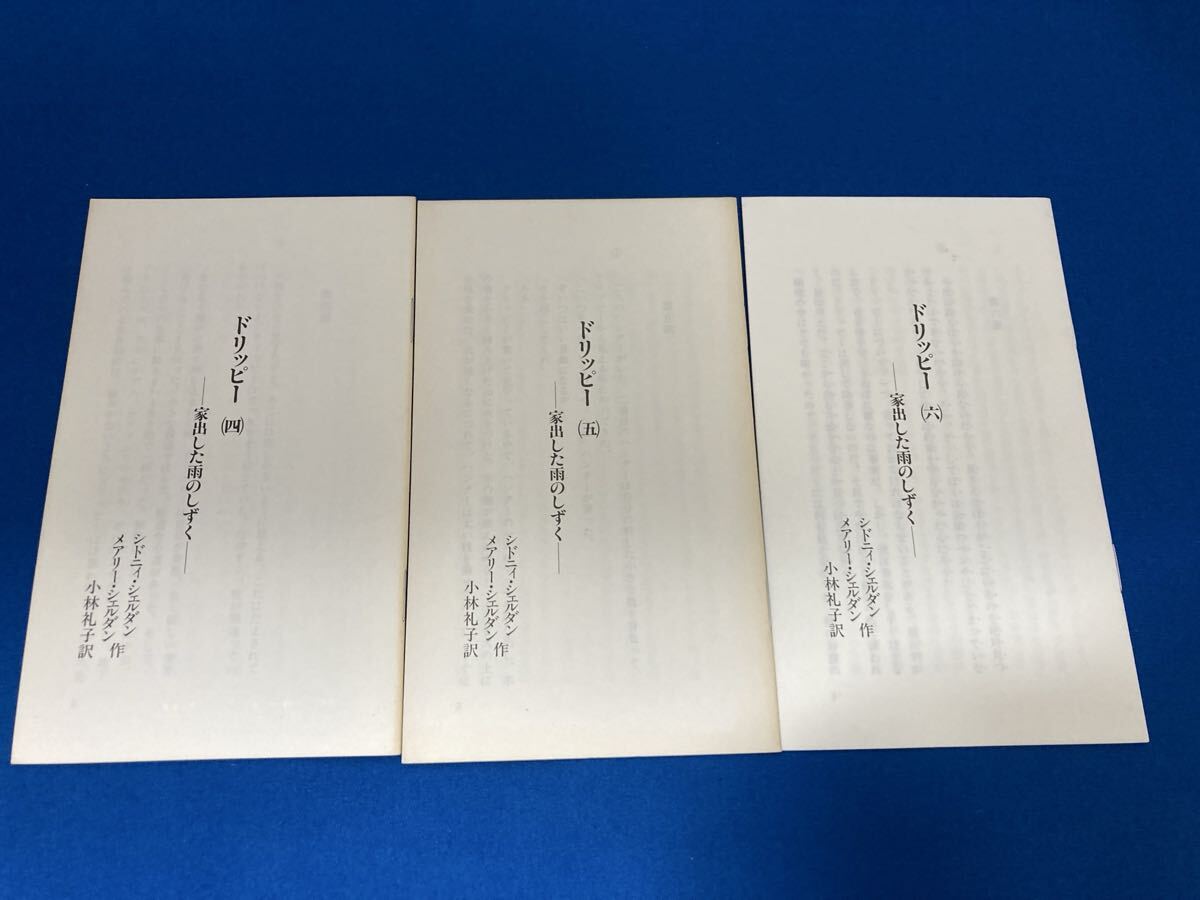 ドリッピー (四)
――家出した雨のしずく――
シドニィ・シェルダン
メアリー・シェルダン 作
小林礼子訳
ドリッピー (五)
――家出した雨のしずく――
シドニィ・シェルダン
メアリー・シェルダン 作
小林礼子訳
ドリッピー (六)
――家出した雨のしずく――
シドニィ・シェルダン
メアリー・シェルダン 作
小林礼子訳